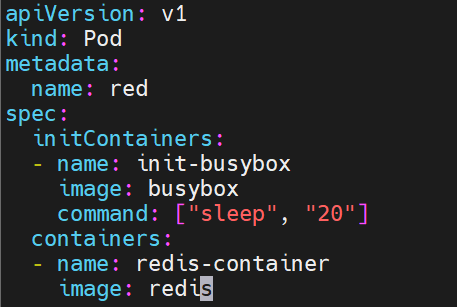 apiVersion: v1
kind: Pod
metadata:
  name: red
spec:
  initContainers:
  - name: init-busybox
    image: busybox
    command: ["sleep", "20"]
  containers:
  - name: redis-container
    image: redis